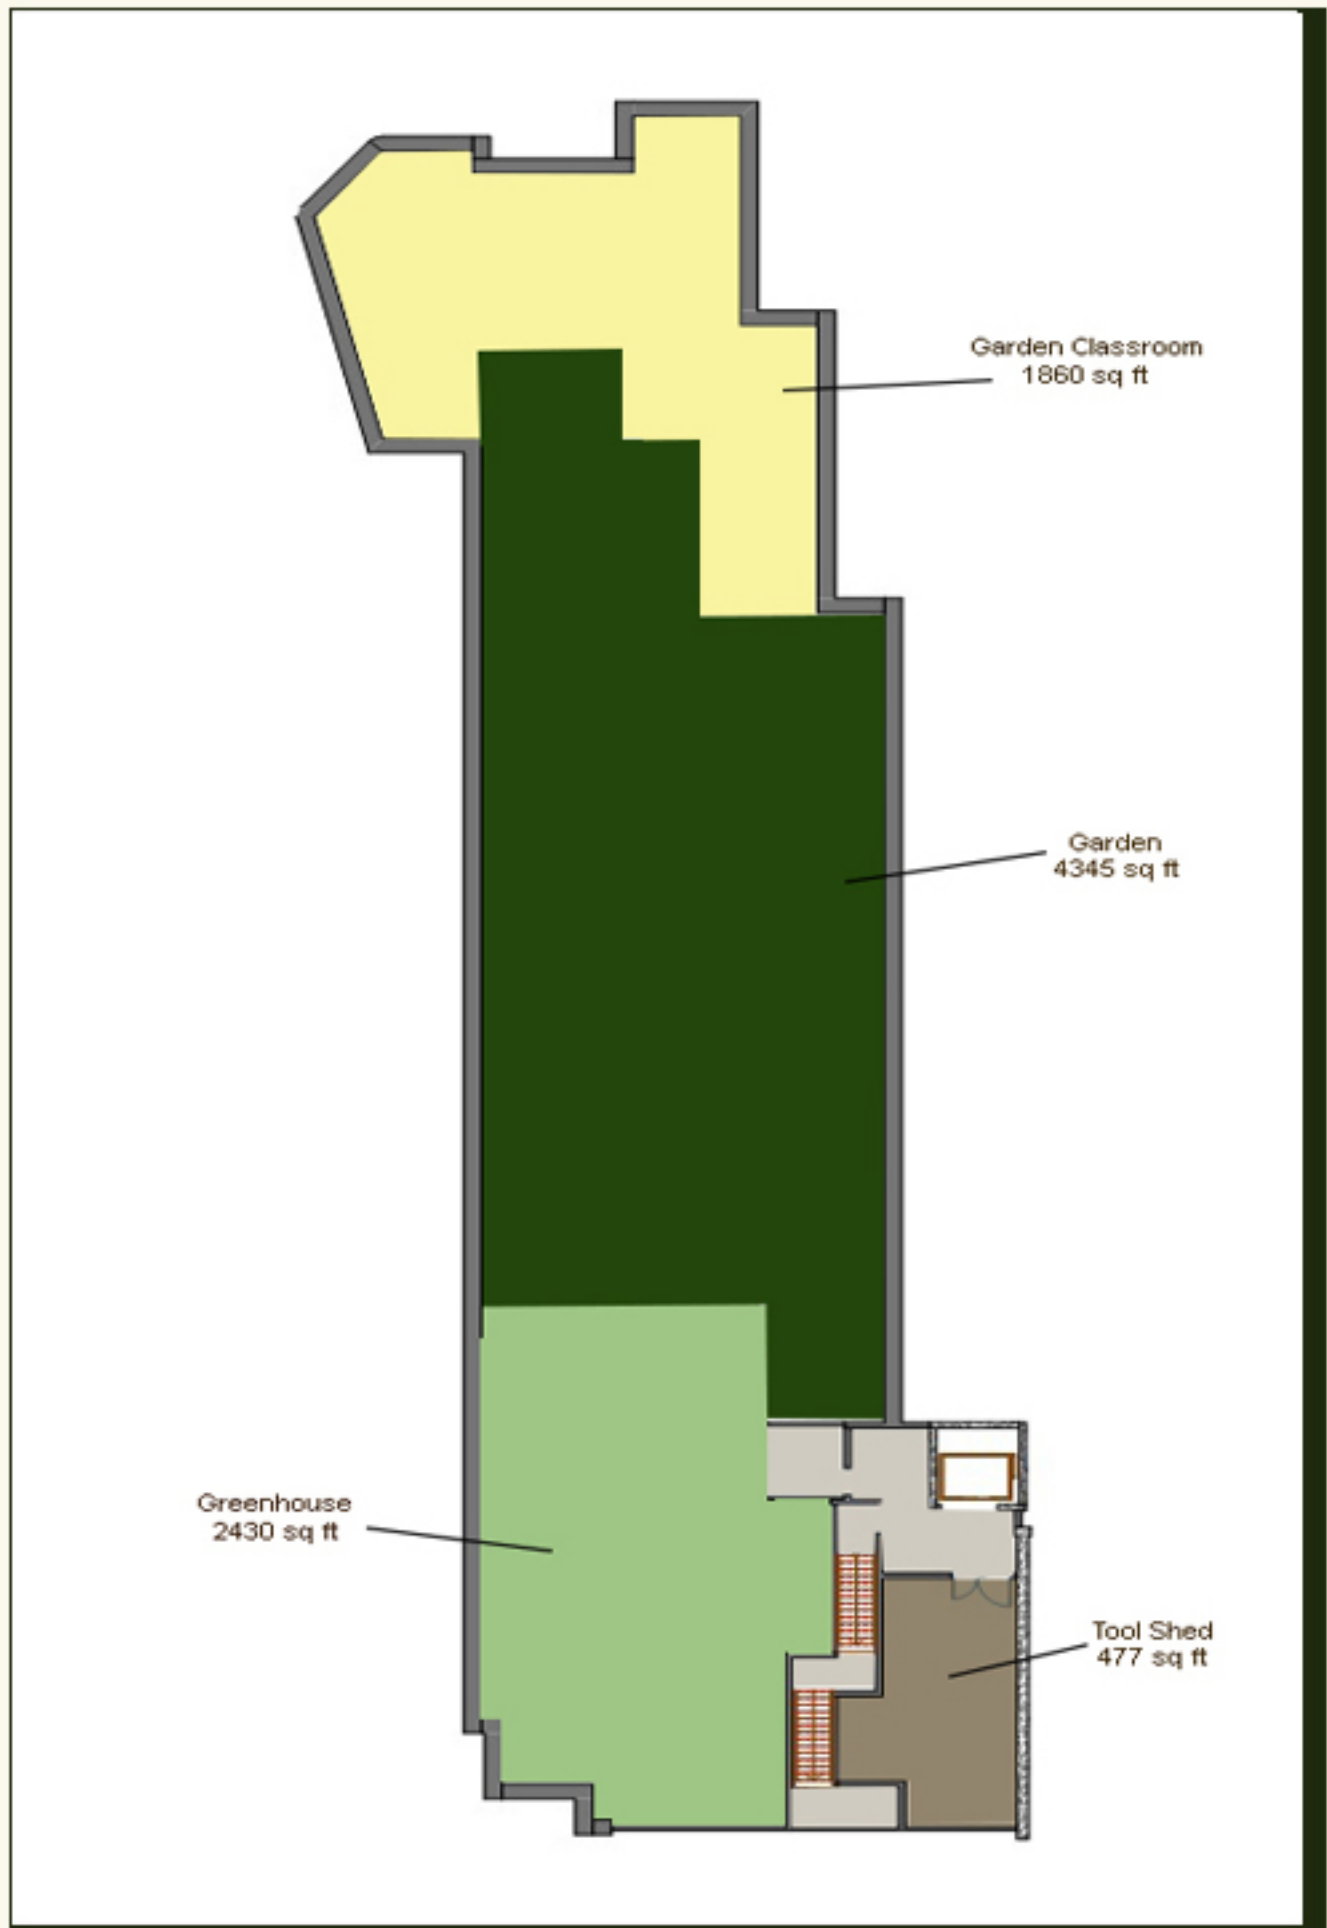 Garden Classroom
1860 sq ft
Garden
4345 sq ft
Greenhouse
2430 sq ft
Tool Shed
477 sq ft